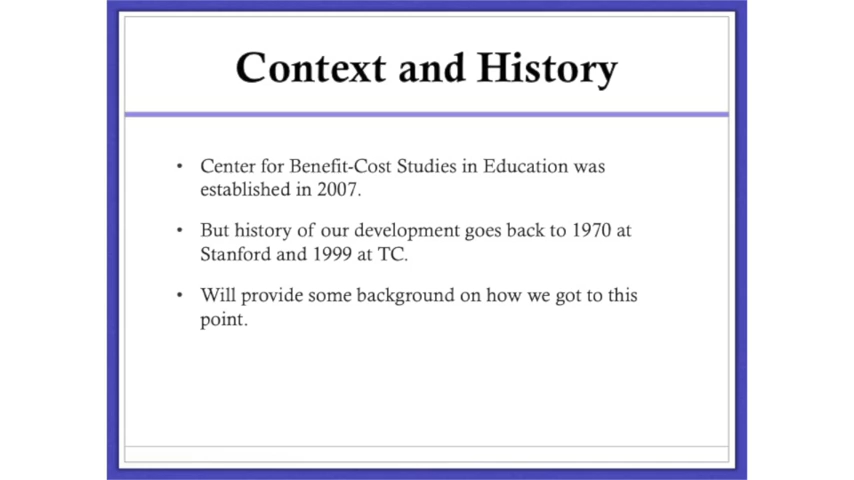 Context and History
• Center for Benefit-Cost Studies in Education was
established in 2007.
• But history of our development goes back to 1970 at
Stanford and 1999 at TC.
• Will provide some background on how we got to this
point.